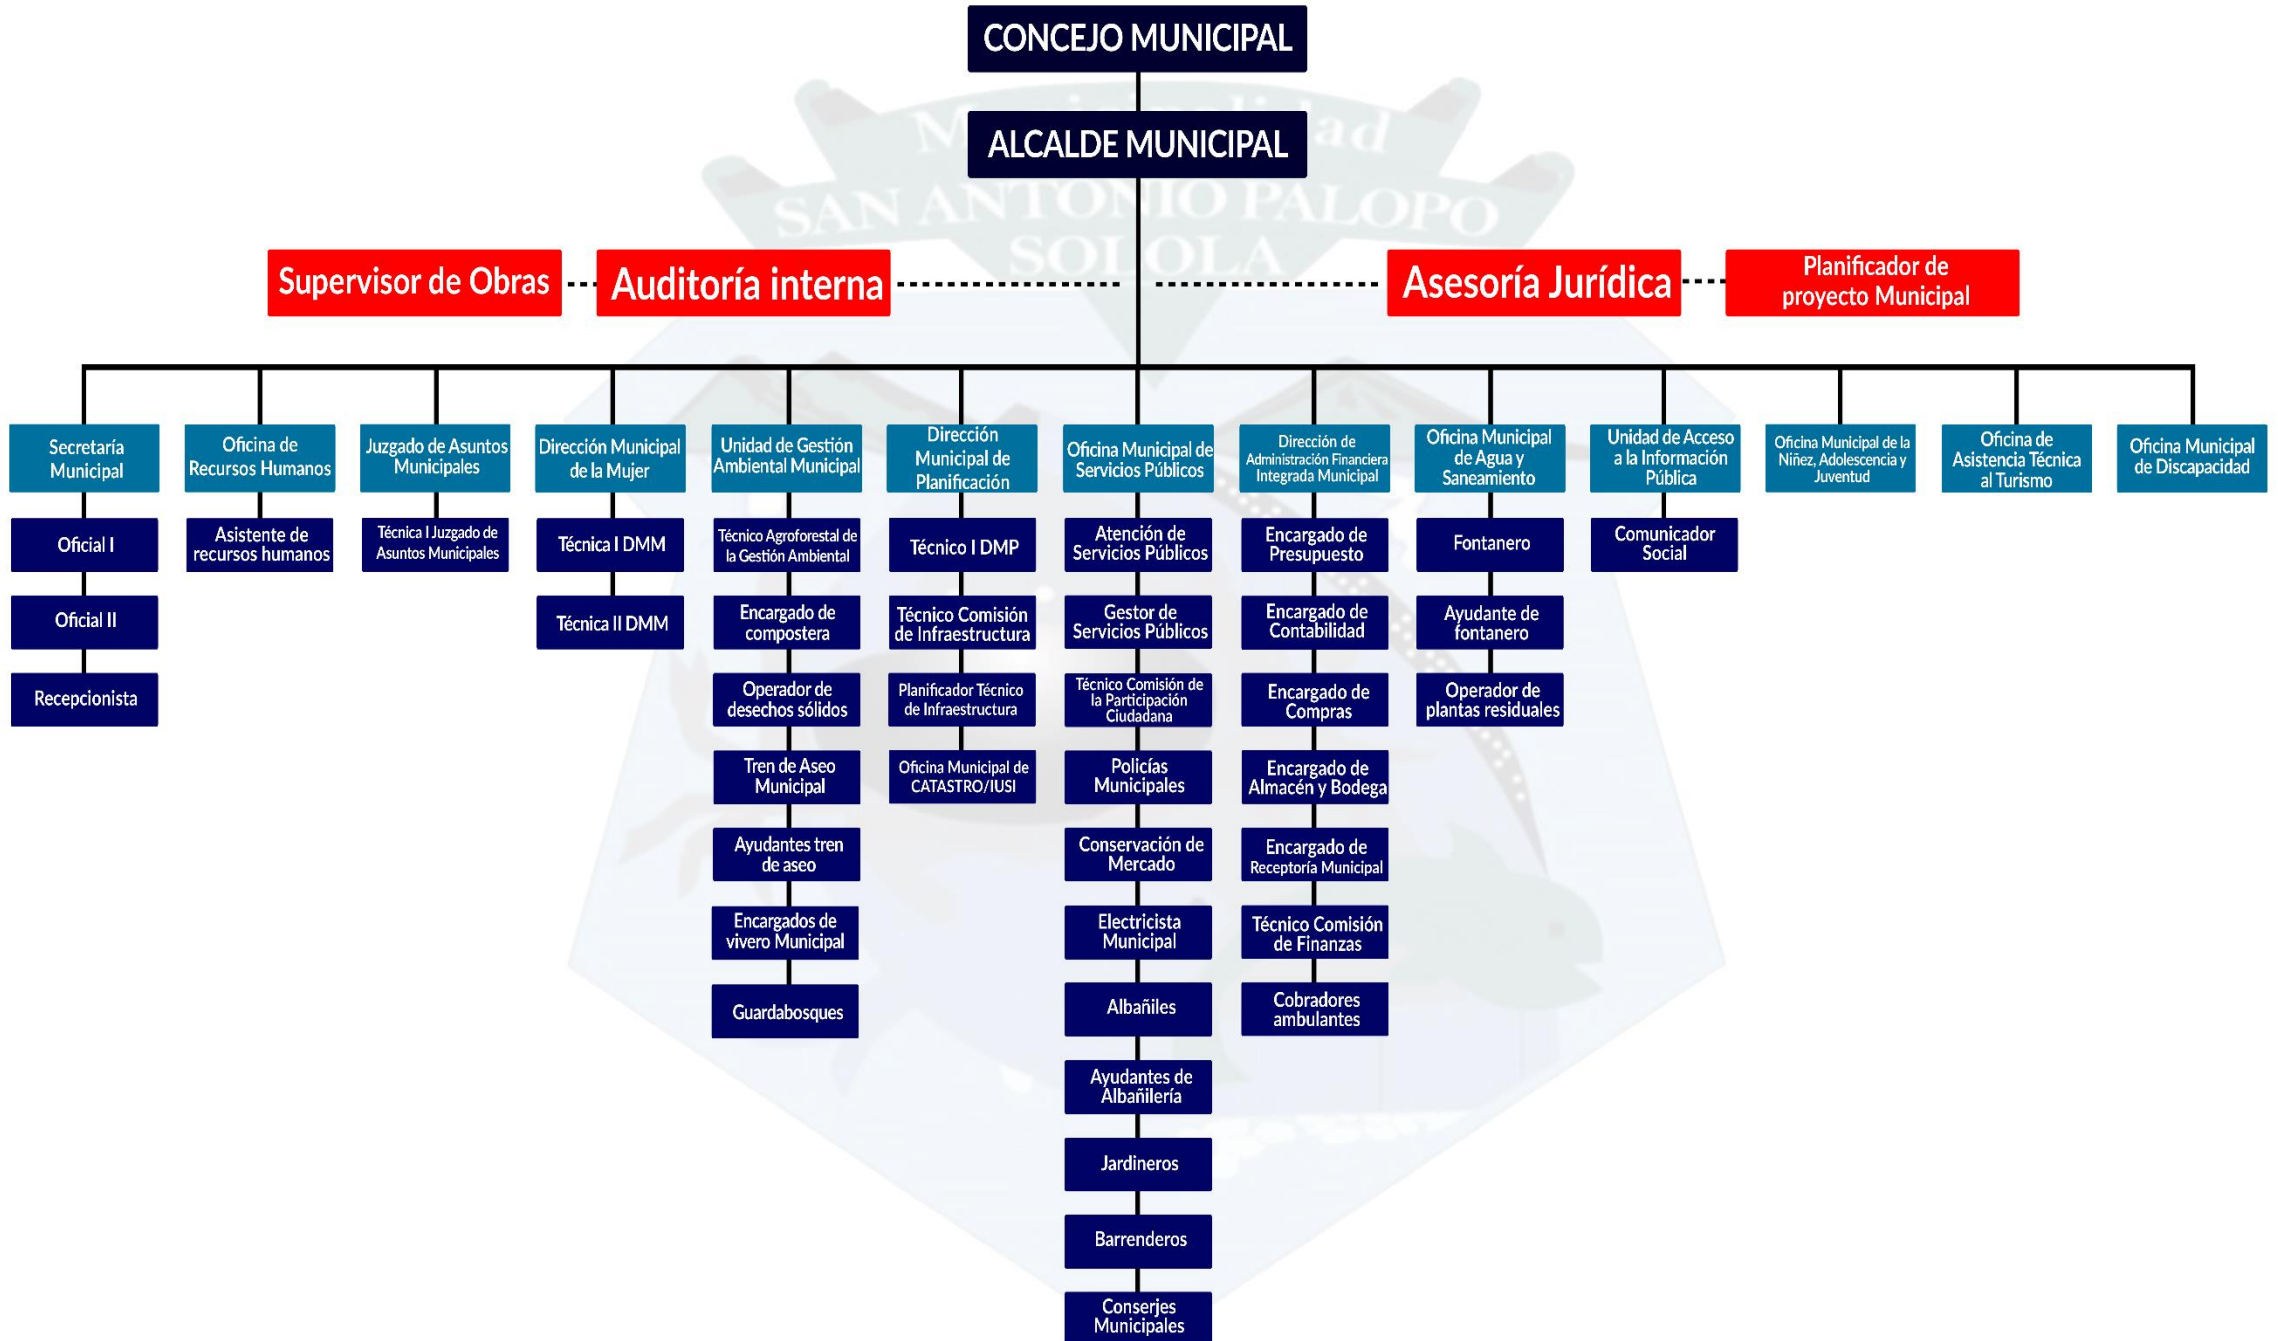 CONCEJO MUNICIPAL
ALCALDE MUNICIPAL
Municipalidad
SAN ANTONIO PALOPO
SOLOLA
Supervisor de Obras
Auditoría interna
Asesoría Jurídica
Planificador de
proyecto Municipal
Secretaría
Municipal
Oficial I
Oficial II
Recepcionista
Oficina de
Recursos Humanos
Asistente de
recursos humanos
Juzgado de Asuntos
Municipales
Técnica I Juzgado de
Asuntos Municipales
Dirección Municipal
de la Mujer
Técnica I DMM
Técnica II DMM
Unidad de Gestión
Ambiental Municipal
Técnico Agroforestal de
la Gestión Ambiental
Encargado de
compostera
Operador de
desechos sólidos
Tren de Aseo
Municipal
Ayudantes tren
de aseo
Encargados de
vivero Municipal
Guardabosques
Dirección
Municipal de
Planificación
Técnico I DMP
Técnico Comisión
de Infraestructura
Planificador Técnico
de Infraestructura
Oficina Municipal de
CATASTRO/IUSI
Oficina Municipal de
Servicios Públicos
Atención de
Servicios Públicos
Gestor de
Servicios Públicos
Técnico Comisión de
la Participación
Ciudadana
Policías
Municipales
Conservación de
Mercado
Electricista
Municipal
Albañiles
Ayudantes de
Albañilería
Jardineros
Barrenderos
Conserjes
Municipales
Dirección de
Administración Financiera
Integrada Municipal
Encargado de
Presupuesto
Encargado de
Contabilidad
Encargado de
Compras
Encargado de
Almacén y Bodega
Encargado de
Receptoría Municipal
Técnico Comisión
de Finanzas
Cobradores
ambulantes
Oficina Municipal
de Agua y
Saneamiento
Fontanero
Ayudante de
fontanero
Operador de
plantas residuales
Unidad de Acceso
a la Información
Pública
Comunicador
Social
Oficina Municipal de la
Niñez, Adolescencia y
Juventud
Oficina de
Asistencia Técnica
al Turismo
Oficina Municipal
de Discapacidad